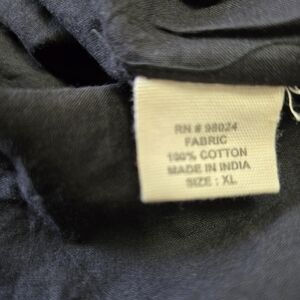 RN # 98024
FABRIC
100% COTTON
MADE IN INDIA
SIZE : XL